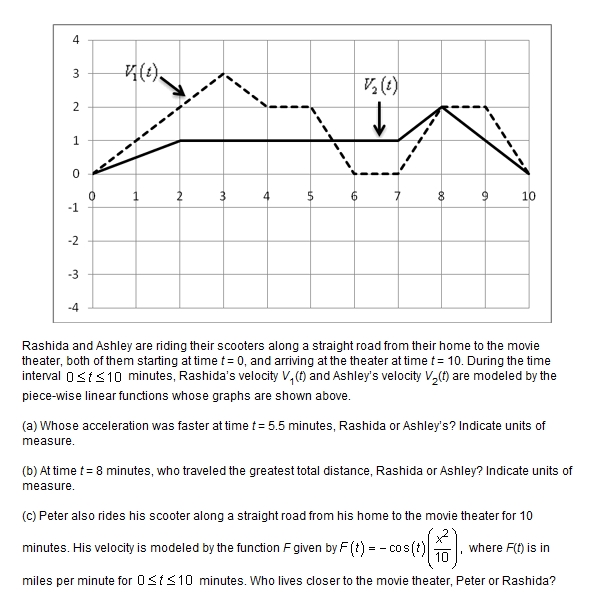 4
3
V₁(t)
V₂(t)
2
1
0
0 1 2 3 4 5 6 7 8 9 10
-1
-2
-3
-4
Rashida and Ashley are riding their scooters along a straight road from their home to the movie
theater, both of them starting at time t = 0, and arriving at the theater at time t = 10. During the time
interval 0 ≤ t ≤ 10 minutes, Rashida's velocity V₁(t) and Ashley's velocity V₂(t) are modeled by the
piece-wise linear functions whose graphs are shown above.
(a) Whose acceleration was faster at time t = 5.5 minutes, Rashida or Ashley's? Indicate units of
measure.
(b) At time t = 8 minutes, who traveled the greatest total distance, Rashida or Ashley? Indicate units of
measure.
(c) Peter also rides his scooter along a straight road from his home to the movie theater for 10
minutes. His velocity is modeled by the function F given by F(t) = - cos(t)(x²/10), where F(t) is in
miles per minute for 0 ≤ t ≤ 10 minutes. Who lives closer to the movie theater, Peter or Rashida?